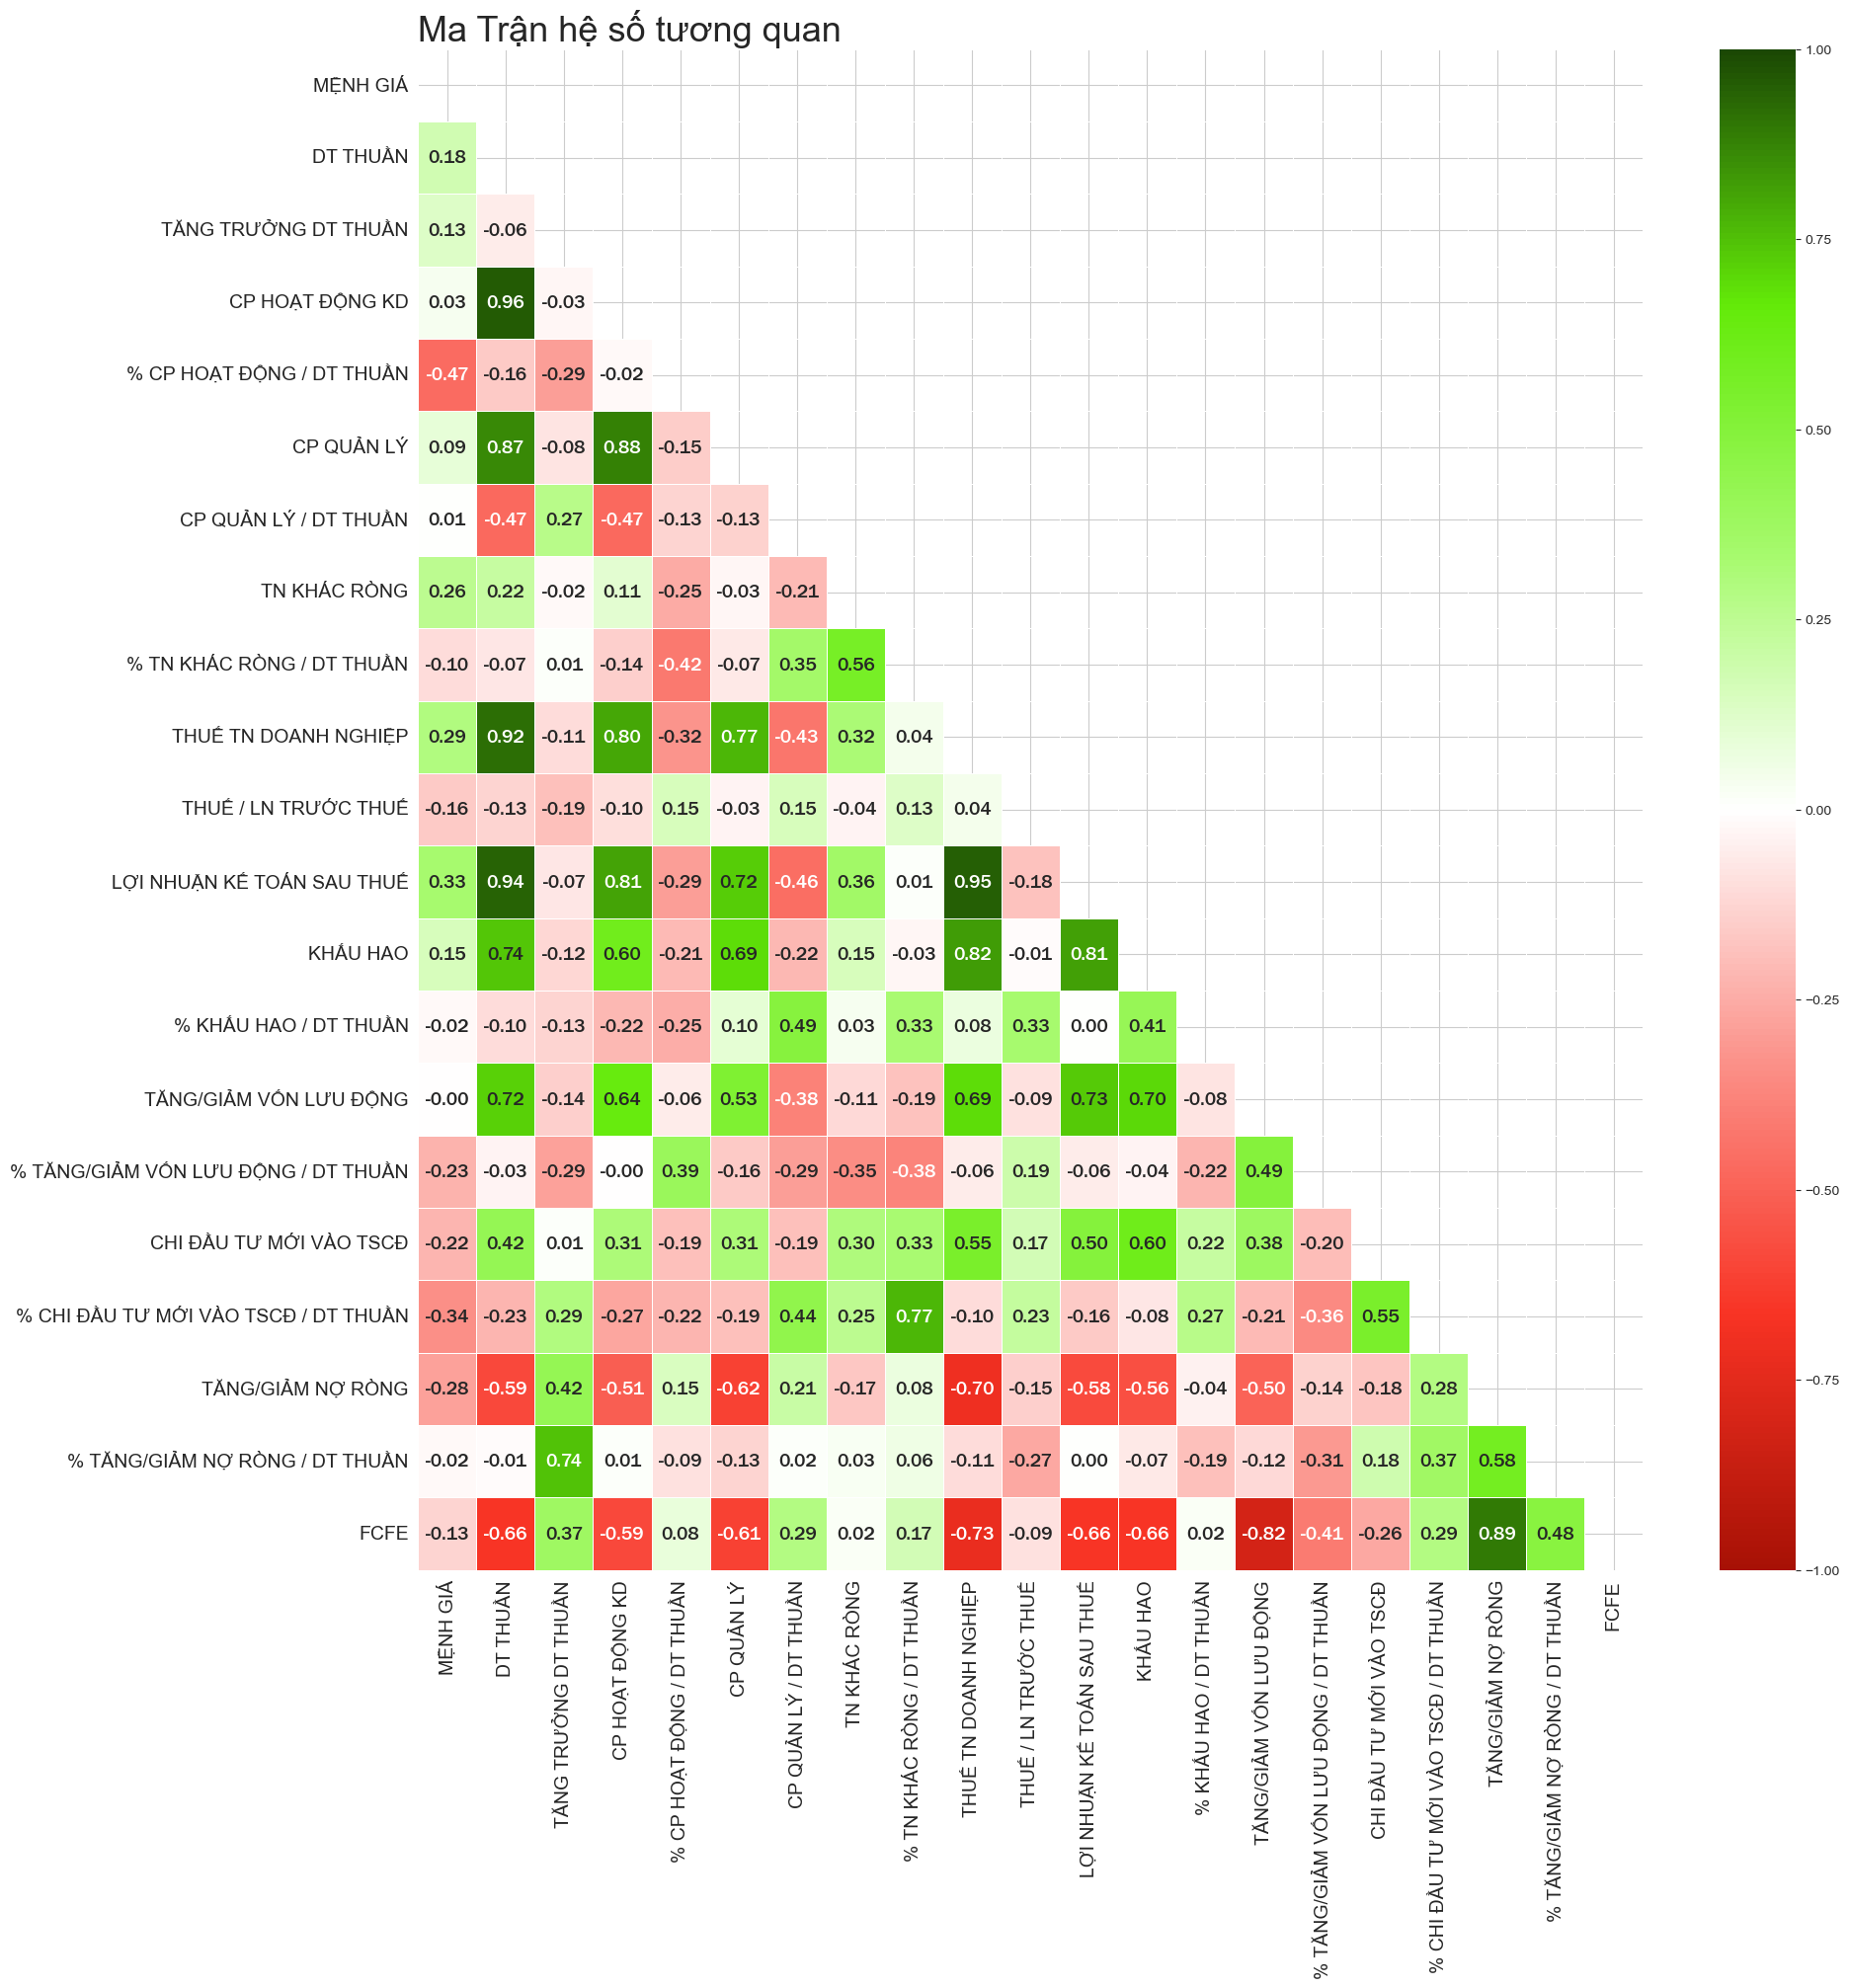 Ma Trận hệ số tương quan
MỆNH GIÁ
DT THUẦN 0.18
TĂNG TRƯỞNG DT THUẦN 0.13 -0.06
CP HOẠT ĐỘNG KD 0.03 0.96 -0.03
% CP HOẠT ĐỘNG / DT THUẦN -0.47 -0.16 -0.29 -0.02
CP QUẢN LÝ 0.09 0.87 -0.08 0.88 -0.15
CP QUẢN LÝ / DT THUẦN 0.01 -0.47 0.27 -0.47 -0.13 -0.13
TN KHÁC RÒNG 0.26 0.22 -0.02 0.11 -0.25 -0.03 -0.21
% TN KHÁC RÒNG / DT THUẦN -0.10 -0.07 0.01 -0.14 -0.42 -0.07 0.35 0.56
THUẾ TN DOANH NGHIỆP 0.29 0.92 -0.11 0.80 -0.32 0.77 -0.43 0.32 0.04
THUẾ / LN TRƯỚC THUẾ -0.16 -0.13 -0.19 -0.10 0.15 -0.03 0.15 -0.04 0.13 0.04
LỢI NHUẬN KẾ TOÁN SAU THUẾ 0.33 0.94 -0.07 0.81 -0.29 0.72 -0.46 0.36 0.01 0.95 -0.18
KHẤU HAO 0.15 0.74 -0.12 0.60 -0.21 0.69 -0.22 0.15 -0.03 0.82 -0.01 0.81
% KHẤU HAO / DT THUẦN -0.02 -0.10 -0.13 -0.22 -0.25 0.10 0.49 0.03 0.33 0.08 0.33 0.00 0.41
TĂNG/GIẢM VỐN LƯU ĐỘNG -0.00 0.72 -0.14 0.64 -0.06 0.53 -0.38 -0.11 -0.19 0.69 -0.09 0.73 0.70 -0.08
% TĂNG/GIẢM VỐN LƯU ĐỘNG / DT THUẦN -0.23 -0.03 -0.29 -0.00 0.39 -0.16 -0.29 -0.35 -0.38 -0.06 0.19 -0.06 -0.04 -0.22 0.49
CHI ĐẦU TƯ MỚI VÀO TSCĐ -0.22 0.42 0.01 0.31 -0.19 0.31 -0.19 0.30 0.33 0.55 0.17 0.50 0.60 0.22 0.38 -0.20
% CHI ĐẦU TƯ MỚI VÀO TSCĐ / DT THUẦN -0.34 -0.23 0.29 -0.27 -0.22 -0.19 0.44 0.25 0.77 -0.10 0.23 -0.16 -0.08 0.27 -0.21 -0.36 0.55
TĂNG/GIẢM NỢ RÒNG -0.28 -0.59 0.42 -0.51 0.15 -0.62 0.21 -0.17 0.08 -0.70 -0.15 -0.58 -0.56 -0.04 -0.50 -0.14 -0.18 0.28
% TĂNG/GIẢM NỢ RÒNG / DT THUẦN -0.02 -0.01 0.74 0.01 -0.09 -0.13 0.02 0.03 0.06 -0.11 -0.27 0.00 -0.07 -0.19 -0.12 -0.31 0.18 0.37 0.58
FCFE -0.13 -0.66 0.37 -0.59 0.08 -0.61 0.29 0.02 0.17 -0.73 -0.09 -0.66 -0.66 0.02 -0.82 -0.41 -0.26 0.29 0.89 0.48
MỆNH GIÁ
DT THUẦN
TĂNG TRƯỞNG DT THUẦN
CP HOẠT ĐỘNG KD
% CP HOẠT ĐỘNG / DT THUẦN
CP QUẢN LÝ
CP QUẢN LÝ / DT THUẦN
TN KHÁC RÒNG
% TN KHÁC RÒNG / DT THUẦN
THUẾ TN DOANH NGHIỆP
THUẾ / LN TRƯỚC THUẾ
LỢI NHUẬN KẾ TOÁN SAU THUẾ
KHẤU HAO
% KHẤU HAO / DT THUẦN
TĂNG/GIẢM VỐN LƯU ĐỘNG
% TĂNG/GIẢM VỐN LƯU ĐỘNG / DT THUẦN
CHI ĐẦU TƯ MỚI VÀO TSCĐ
% CHI ĐẦU TƯ MỚI VÀO TSCĐ / DT THUẦN
TĂNG/GIẢM NỢ RÒNG
% TĂNG/GIẢM NỢ RÒNG / DT THUẦN
FCFE
1.00
0.75
0.50
0.25
0.00
−0.25
−0.50
−0.75
−1.00